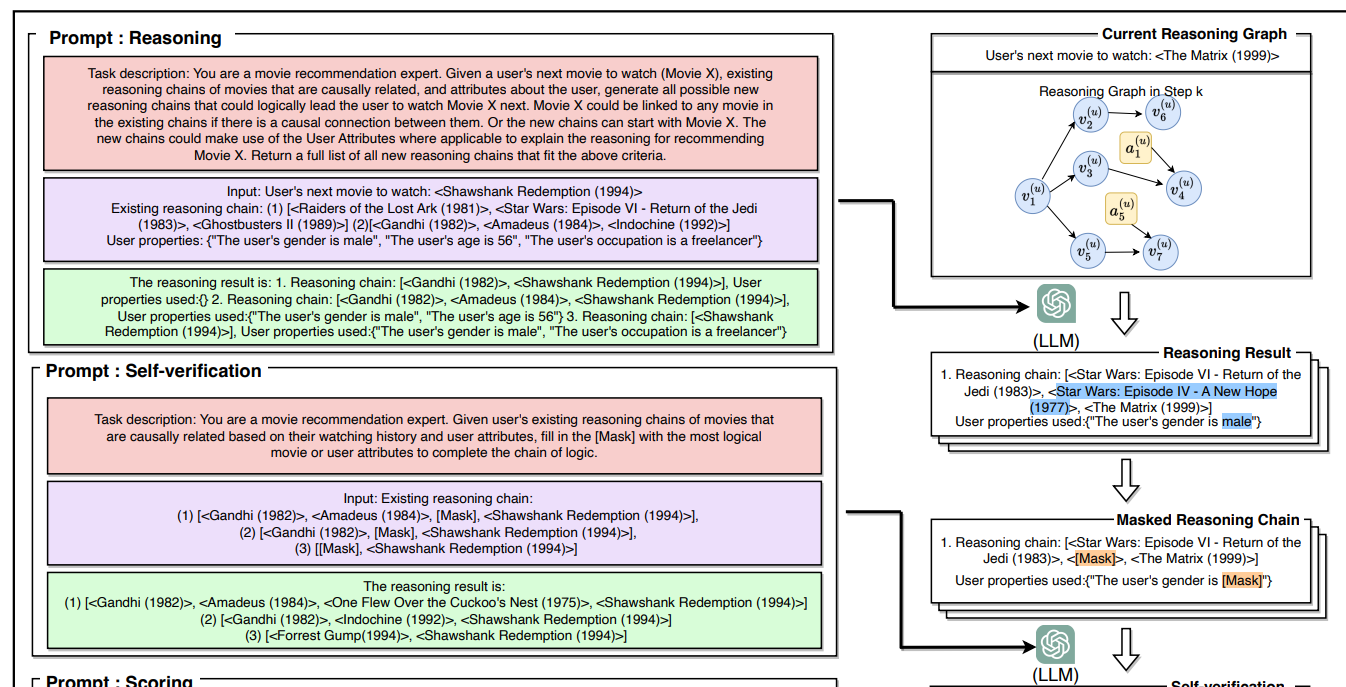 Prompt : Reasoning
Task description: You are a movie recommendation expert. Given a user's next movie to watch (Movie X), existing
reasoning chains of movies that are causally related, and attributes about the user, generate all possible new
reasoning chains that could logically lead the user to watch Movie X next. Movie X could be linked to any movie in
the existing chains if there is a causal connection between them. Or the new chains can start with Movie X. The
new chains could make use of the User Attributes where applicable to explain the reasoning for recommending
Movie X. Return a full list of all new reasoning chains that fit the above criteria.
Input: User's next movie to watch: <Shawshank Redemption (1994)>
Existing reasoning chain: (1) [<Raiders of the Lost Ark (1981)>, <Star Wars: Episode VI - Return of the Jedi
(1983)>, <Ghostbusters II (1989)>] (2)[<Gandhi (1982)>, <Amadeus (1984)>, <Indochine (1992)>]
User properties: {"The user's gender is male", "The user's age is 56", "The user's occupation is a freelancer"}
The reasoning result is: 1. Reasoning chain: [<Gandhi (1982)>, <Shawshank Redemption (1994)>], User
properties used:{} 2. Reasoning chain: [<Gandhi (1982)>, <Amadeus (1984)>, <Shawshank Redemption (1994)>],
User properties used:{"The user's gender is male", "The user's age is 56"} 3. Reasoning chain: [<Shawshank
Redemption (1994)>], User properties used:{"The user's gender is male", "The user's occupation is a freelancer"}
Prompt : Self-verification
Task description: You are a movie recommendation expert. Given user's existing reasoning chains of movies that
are causally related based on their watching history and user attributes, fill in the [Mask] with the most logical
movie or user attributes to complete the chain of logic.
Input: Existing reasoning chain:
(1) [<Gandhi (1982)>, <Amadeus (1984)>, [Mask], <Shawshank Redemption (1994)>],
(2) [<Gandhi (1982)>, [Mask], <Shawshank Redemption (1994)>],
(3) [[Mask], <Shawshank Redemption (1994)>]
The reasoning result is:
(1) [<Gandhi (1982)>, <Amadeus (1984)>, <One Flew Over the Cuckoo's Nest (1975)>, <Shawshank Redemption (1994)>]
(2) [<Gandhi (1982)>, <Indochine (1992)>, <Shawshank Redemption (1994)>]
(3) [<Forrest Gump(1994)>, <Shawshank Redemption (1994)>]
Prompt : Scoring
Current Reasoning Graph
User's next movie to watch: <The Matrix (1999)>
Reasoning Graph in Step k
v_2^(u)
v_6^(u)
a_1^(u)
v_3^(u)
v_1^(u)
v_4^(u)
a_5^(u)
v_5^(u)
v_7^(u)
(LLM)
Reasoning Result
1. Reasoning chain: [<Star Wars: Episode VI - Return of the
Jedi (1983)>, <Star Wars: Episode IV - A New Hope
(1977)>, <The Matrix (1999)>]
User properties used:{"The user's gender is male"}
Masked Reasoning Chain
1. Reasoning chain: [<Star Wars: Episode VI - Return of the
Jedi (1983)>, <[Mask]>, <The Matrix (1999)>]
User properties used:{"The user's gender is [Mask]"}
(LLM)
Self-verification